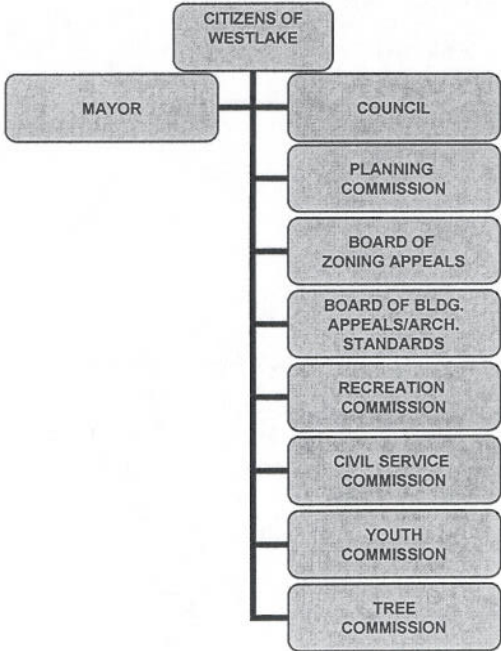 CITIZENS OF
WESTLAKE
MAYOR
COUNCIL
PLANNING
COMMISSION
BOARD OF
ZONING APPEALS
BOARD OF BLDG.
APPEALS/ARCH.
STANDARDS
RECREATION
COMMISSION
CIVIL SERVICE
COMMISSION
YOUTH
COMMISSION
TREE
COMMISSION